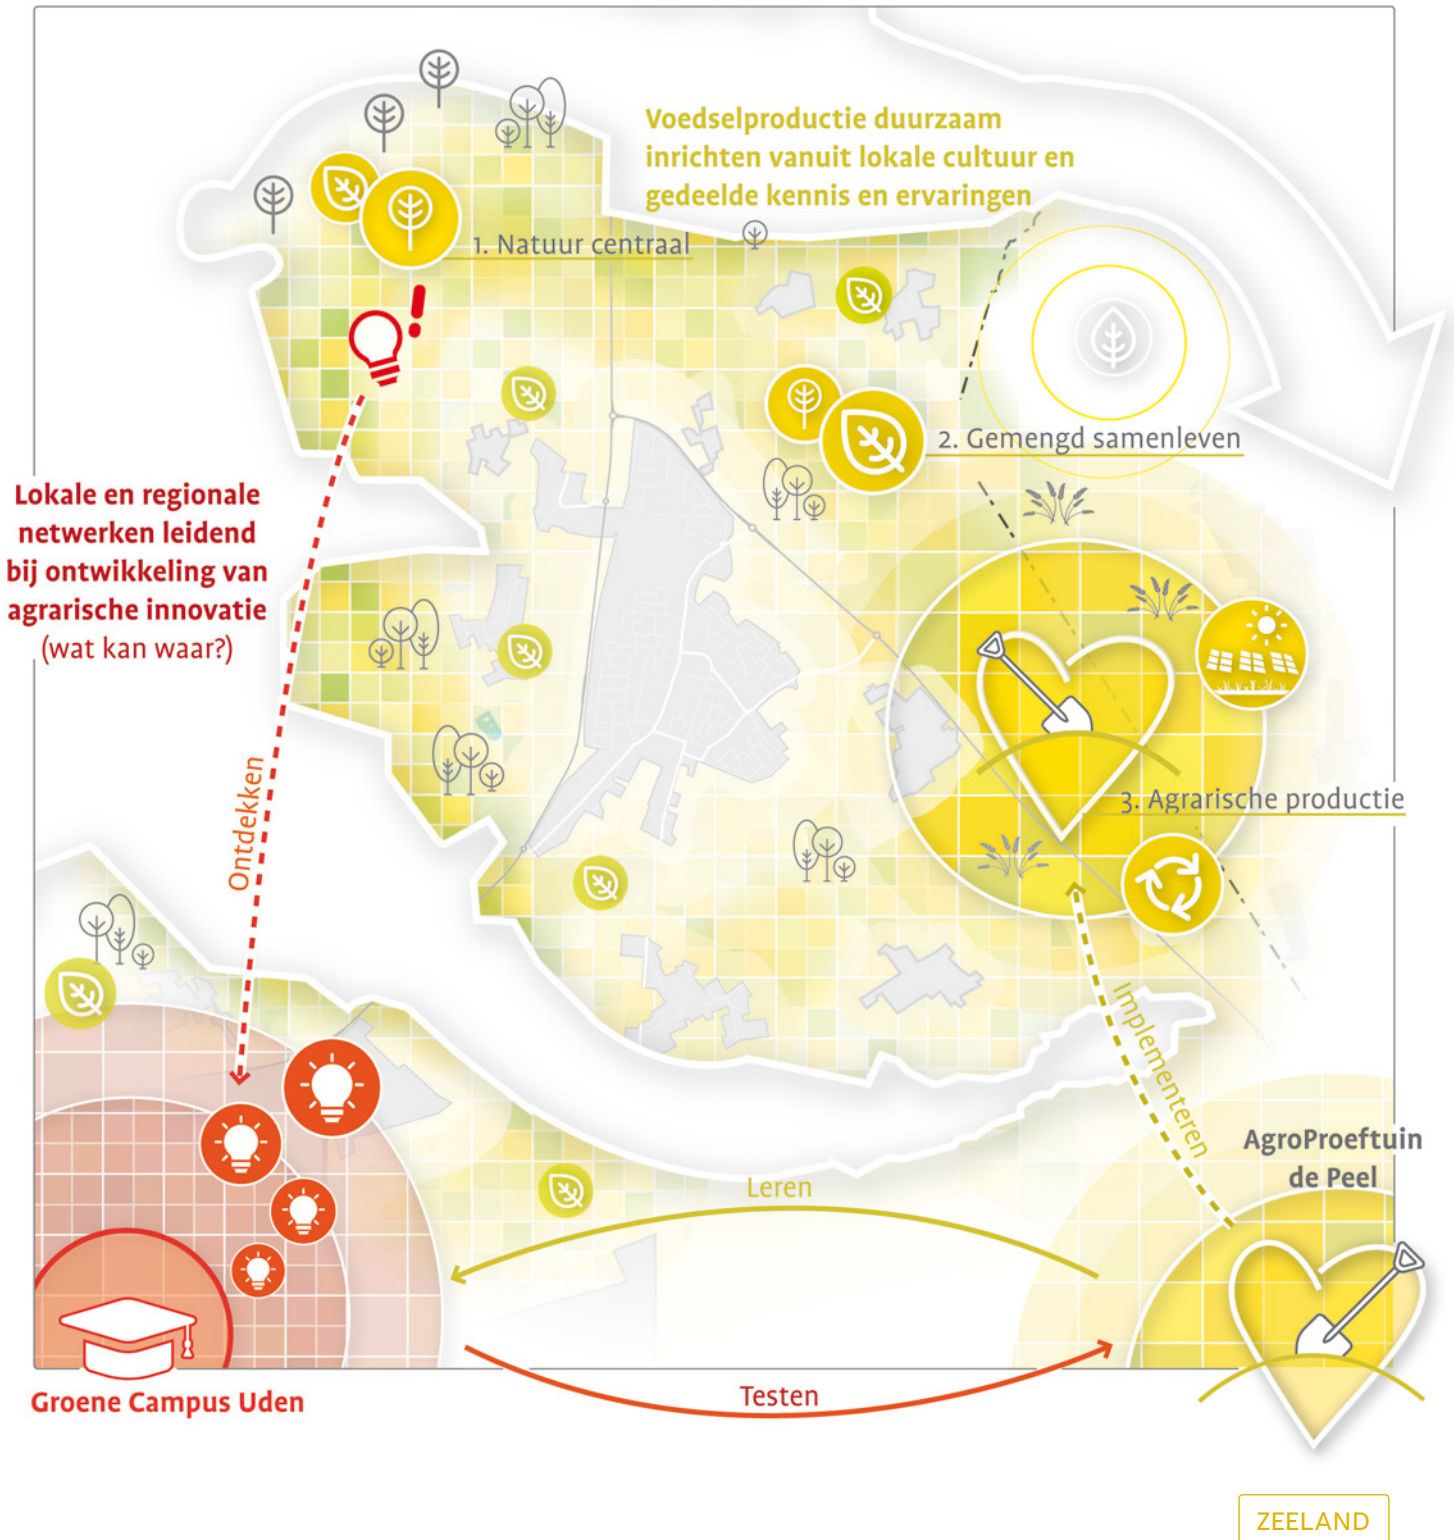 Voedselproductie duurzaam
inrichten vanuit lokale cultuur en
gedeelde kennis en ervaringen
1. Natuur centraal
2. Gemengd samenleven
Lokale en regionale
netwerken leidend
bij ontwikkeling van
agrarische innovatie
(wat kan waar?)
Ontdekken
3. Agrarische productie
Implementeren
AgroProeftuin
de Peel
Leren
Testen
Groene Campus Uden
ZEELAND